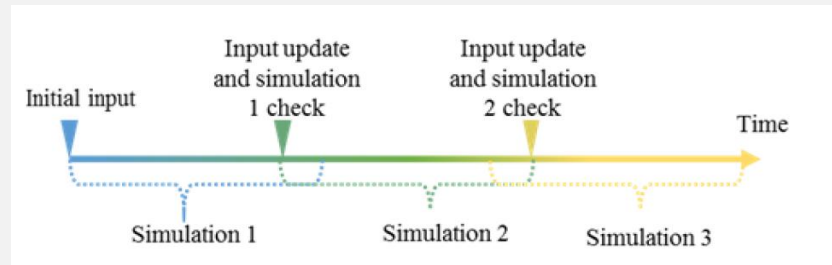 Initial input
Input update
and simulation
1 check
Input update
and simulation
2 check
Time
Simulation 1
Simulation 2
Simulation 3